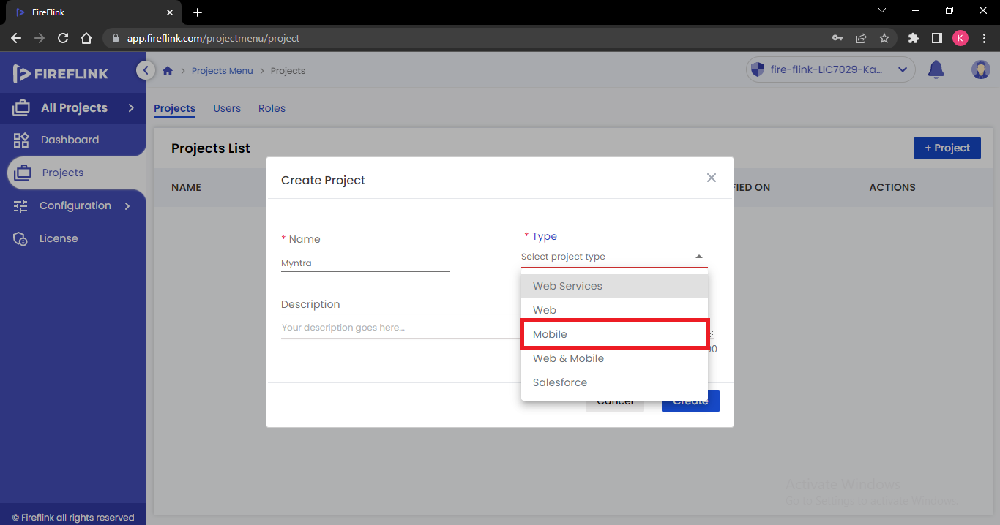 FireFlink
app.fireflink.com/projectmenu/project
K
FIREFLINK
Projects Menu
Projects
fire-flink-LIC7029-Ka...
All Projects
Dashboard
Projects
Configuration
License
© Fireflink all rights reserved
Projects
Users
Roles
Projects List
+ Project
NAME
FIED ON
ACTIONS
Create Project
* Name
Myntra
* Type
Select project type
Web Services
Web
Mobile
Web & Mobile
Salesforce
Description
Your description goes here...
00
Cancel
Create
Activate Windows
Go to Settings to activate Windows.